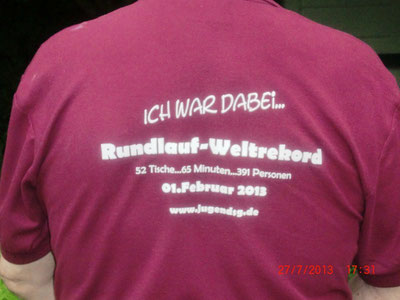 ICH WAR DABEI...
Rundlauf-Weltrekord
52 Tische...65 Minuten...391 Personen
01.Februar 2013
www.jugendsg.de
27/7/2013 17:31